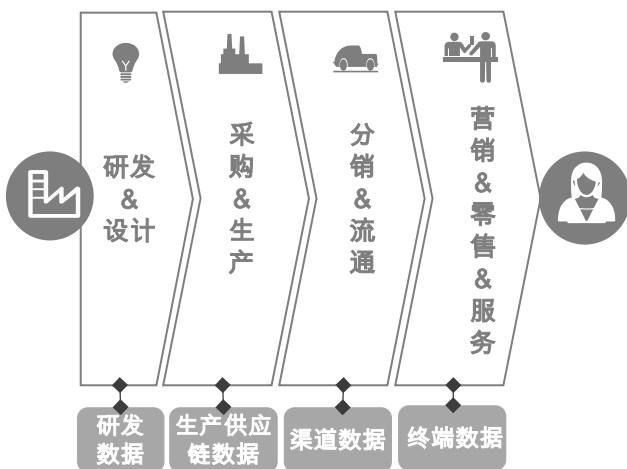 研发
&
设计
采
购
&
生
产
分
销
&
流
通
营
销
&
零
售
&
服
务
研发
数据
生产供应
链数据
渠道数据
终端数据